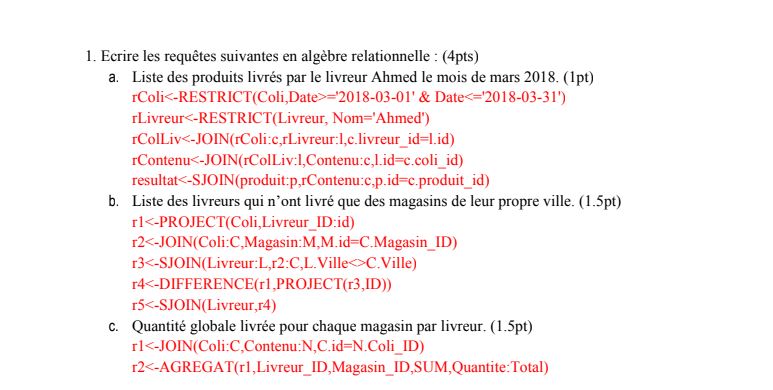 1. Ecrire les requêtes suivantes en algèbre relationnelle : (4pts)
a. Liste des produits livrés par le livreur Ahmed le mois de mars 2018. (1pt)
rColi<-RESTRICT(Coli,Date>='2018-03-01' & Date<='2018-03-31')
rLivreur<-RESTRICT(Livreur, Nom='Ahmed')
rColLiv<-JOIN(rColi:c,rLivreur:l,c.livreur_id=l.id)
rContenu<-JOIN(rColLiv:l,Contenu:c,l.id=c.coli_id)
resultat<-SJOIN(produit:p,rContenu:c,p.id=c.produit_id)
b. Liste des livreurs qui n’ont livré que des magasins de leur propre ville. (1.5pt)
r1<-PROJECT(Coli,Livreur_ID:id)
r2<-JOIN(Coli:C,Magasin:M,M.id=C.Magasin_ID)
r3<-SJOIN(Livreur:L,r2:C,L.Ville<>C.Ville)
r4<-DIFFERENCE(r1,PROJECT(r3,ID))
r5<-SJOIN(Livreur,r4)
c. Quantité globale livrée pour chaque magasin par livreur. (1.5pt)
r1<-JOIN(Coli:C,Contenu:N,C.id=N.Coli_ID)
r2<-AGREGAT(r1,Livreur_ID,Magasin_ID,SUM,Quantite:Total)